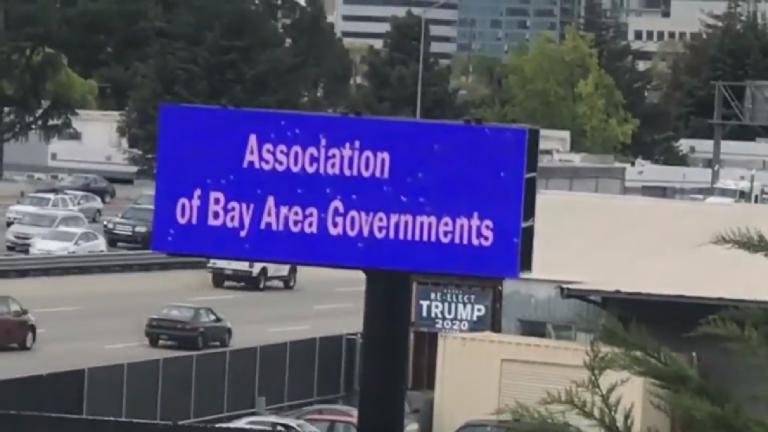 Association
of Bay Area Governments
RE-ELECT
TRUMP
2020